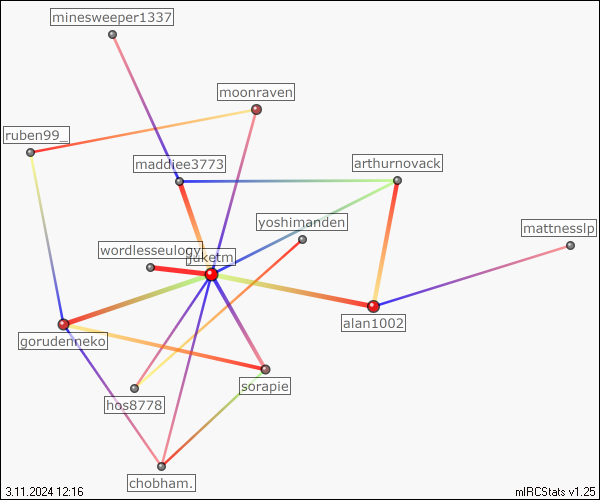 minesweeper1337
moonraven
ruben99_
maddiee3773
arthurnovack
yoshimanden
mattnesslp
wordlesseulogy
juketm
alan1002
gorudenneko
sorapie
hos8778
chobham.
3.11.2024 12:16
mIRCStats v1.25